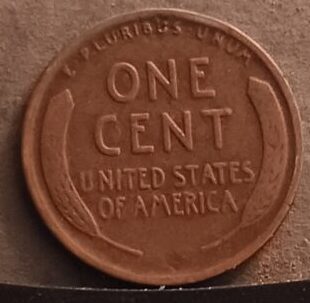 E·PLURIBUS·UNUM
ONE
CENT
UNITED STATES
OF AMERICA